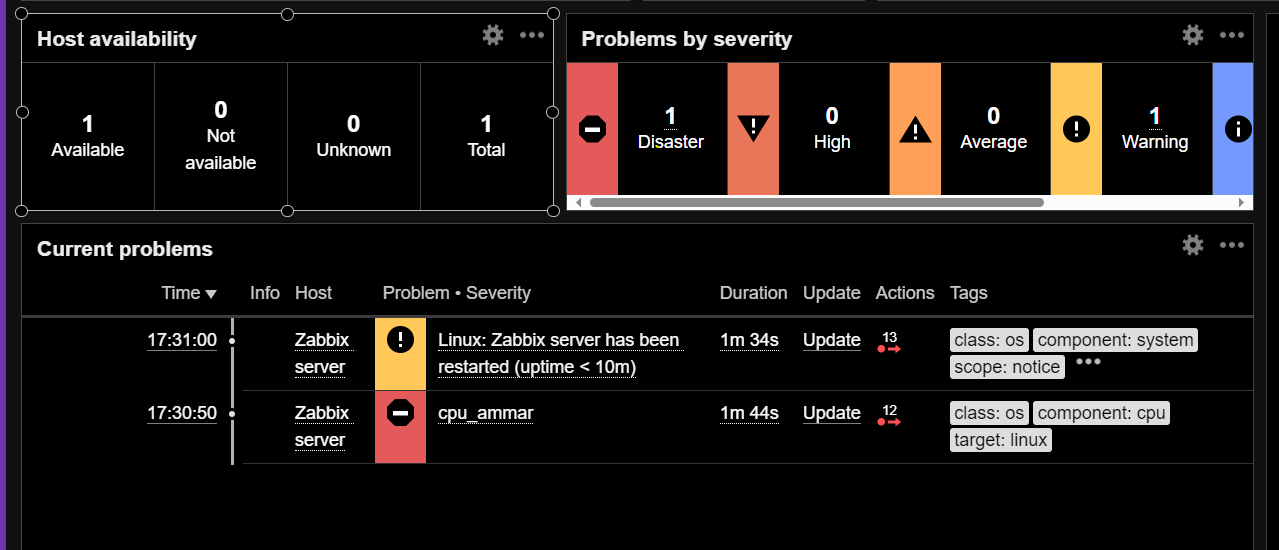 Host availability
1
Available
0
Not
available
0
Unknown
1
Total
Problems by severity
1
Disaster
0
High
0
Average
1
Warning
Current problems
Time Info Host Problem • Severity Duration Update Actions Tags
17:31:00 Zabbix Linux: Zabbix server has been 1m 34s Update 13 class: os component: system
server restarted (uptime < 10m) scope: notice
17:30:50 Zabbix cpu_ammar 1m 44s Update 12 class: os component: cpu
server target: linux